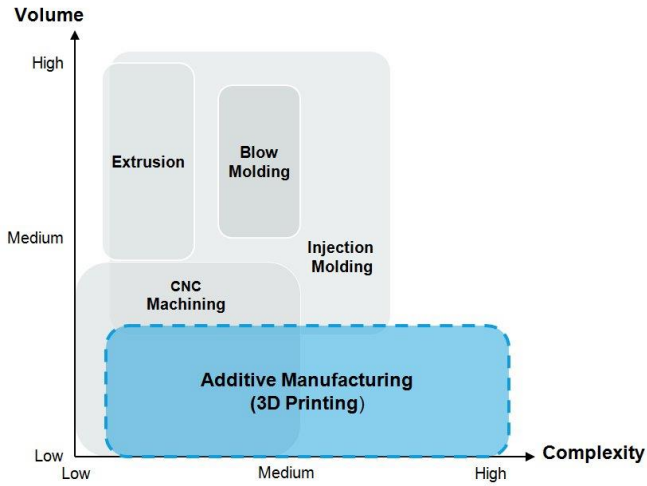 Volume
High
Extrusion
Blow
Molding
Medium
Injection
Molding
CNC
Machining
Additive Manufacturing
(3D Printing)
Low
Complexity
Low
Medium
High